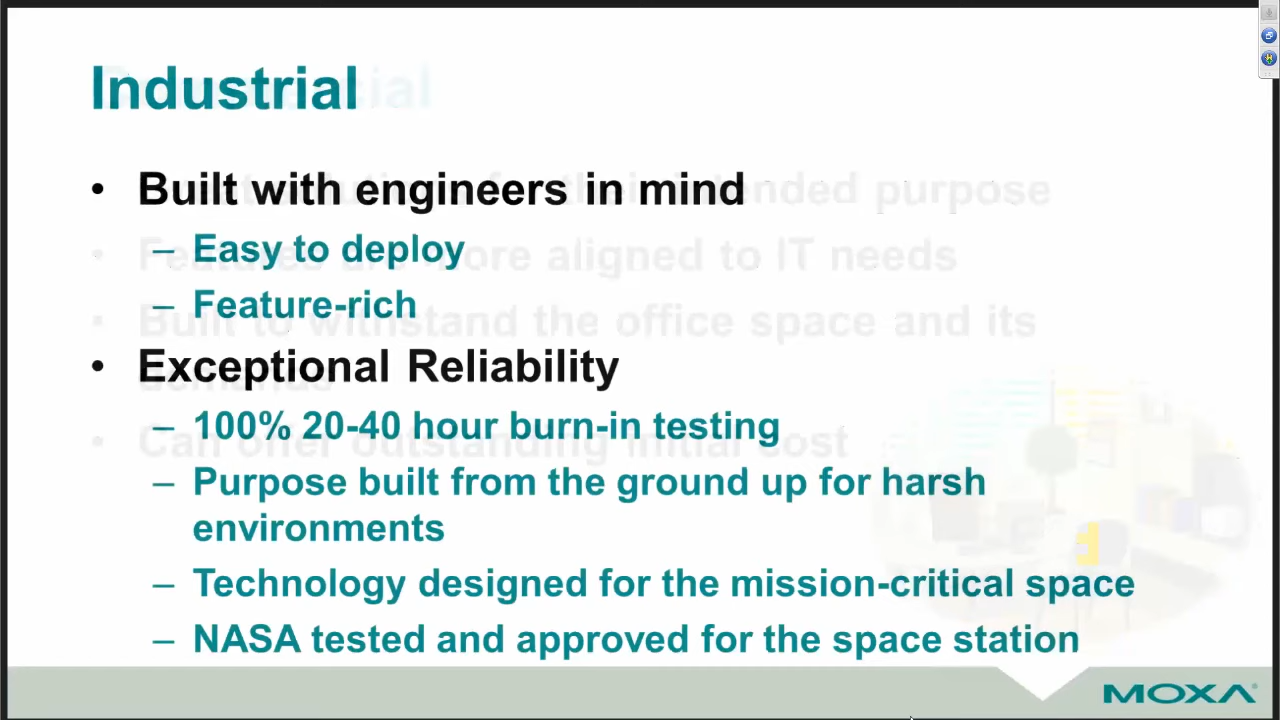 Industrial
• Built with engineers in mind
– Easy to deploy
– Feature-rich
• Exceptional Reliability
– 100% 20-40 hour burn-in testing
– Purpose built from the ground up for harsh
environments
– Technology designed for the mission-critical space
– NASA tested and approved for the space station
MOXA